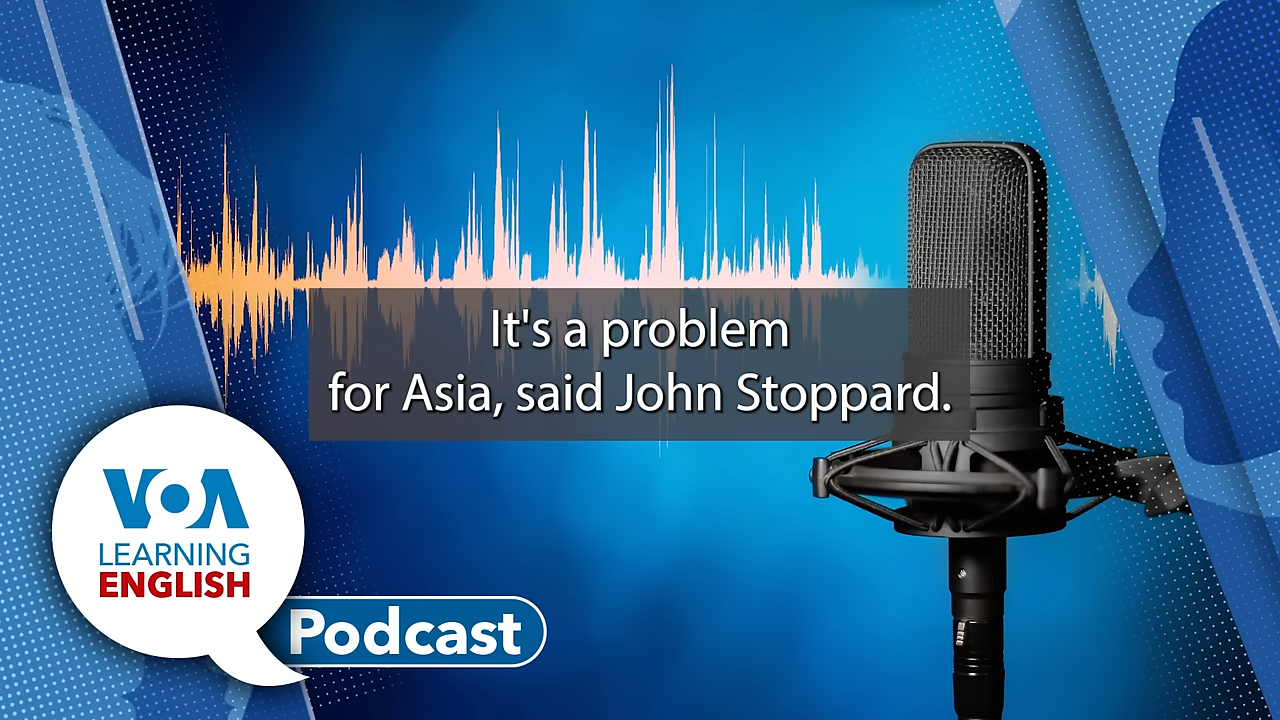 It's a problem
for Asia, said John Stoppard.
VOA
LEARNING
ENGLISH
Podcast